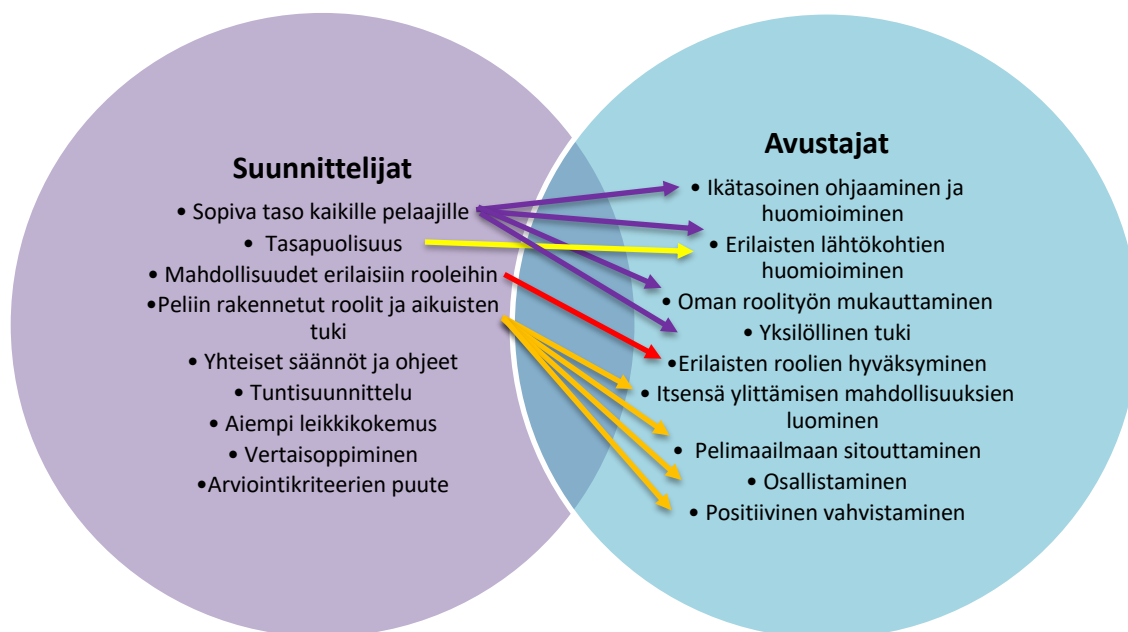 Suunnittelijat
• Sopiva taso kaikille pelaajille
• Tasapuolisuus
• Mahdollisuudet erilaisiin rooleihin
•Peliin rakennetut roolit ja aikuisten
tuki
• Yhteiset säännöt ja ohjeet
• Tuntisuunnittelu
• Aiempi leikkikokemus
• Vertaisoppiminen
•Arviointikriteerien puute
Avustajat
• Ikätasoinen ohjaaminen ja
huomioiminen
• Erilaisten lähtökohtien
huomioiminen
• Oman roolityön mukauttaminen
• Yksilöllinen tuki
•Erilaisten roolien hyväksyminen
• Itsensä ylittämisen mahdollisuuksien
luominen
• Pelimaailmaan sitouttaminen
• Osallistaminen
• Positiivinen vahvistaminen